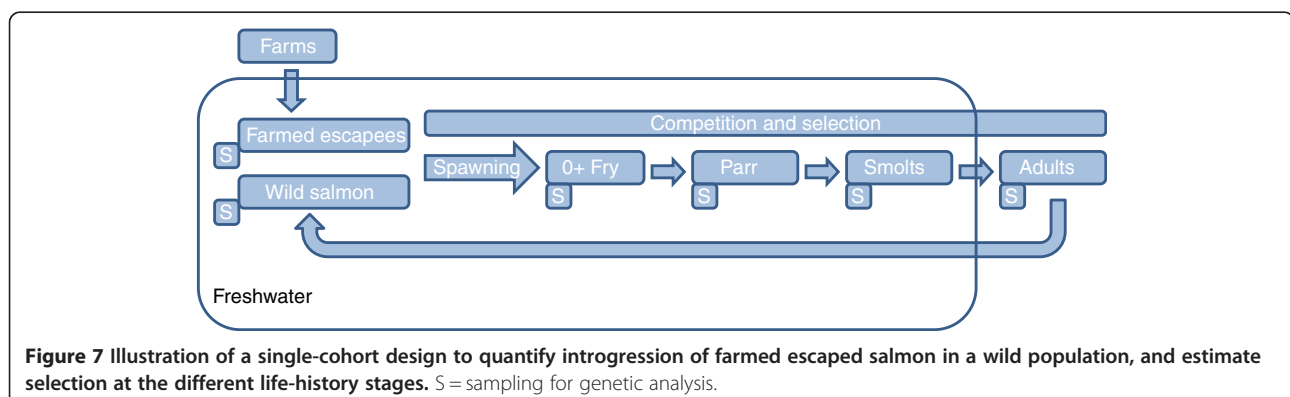 Farms
Farmed escapees
S
Wild salmon
S
Competition and selection
Spawning
0+ Fry
S
Parr
S
Smolts
S
Adults
S
Freshwater
Figure 7 Illustration of a single-cohort design to quantify introgression of farmed escaped salmon in a wild population, and estimate
selection at the different life-history stages. S = sampling for genetic analysis.